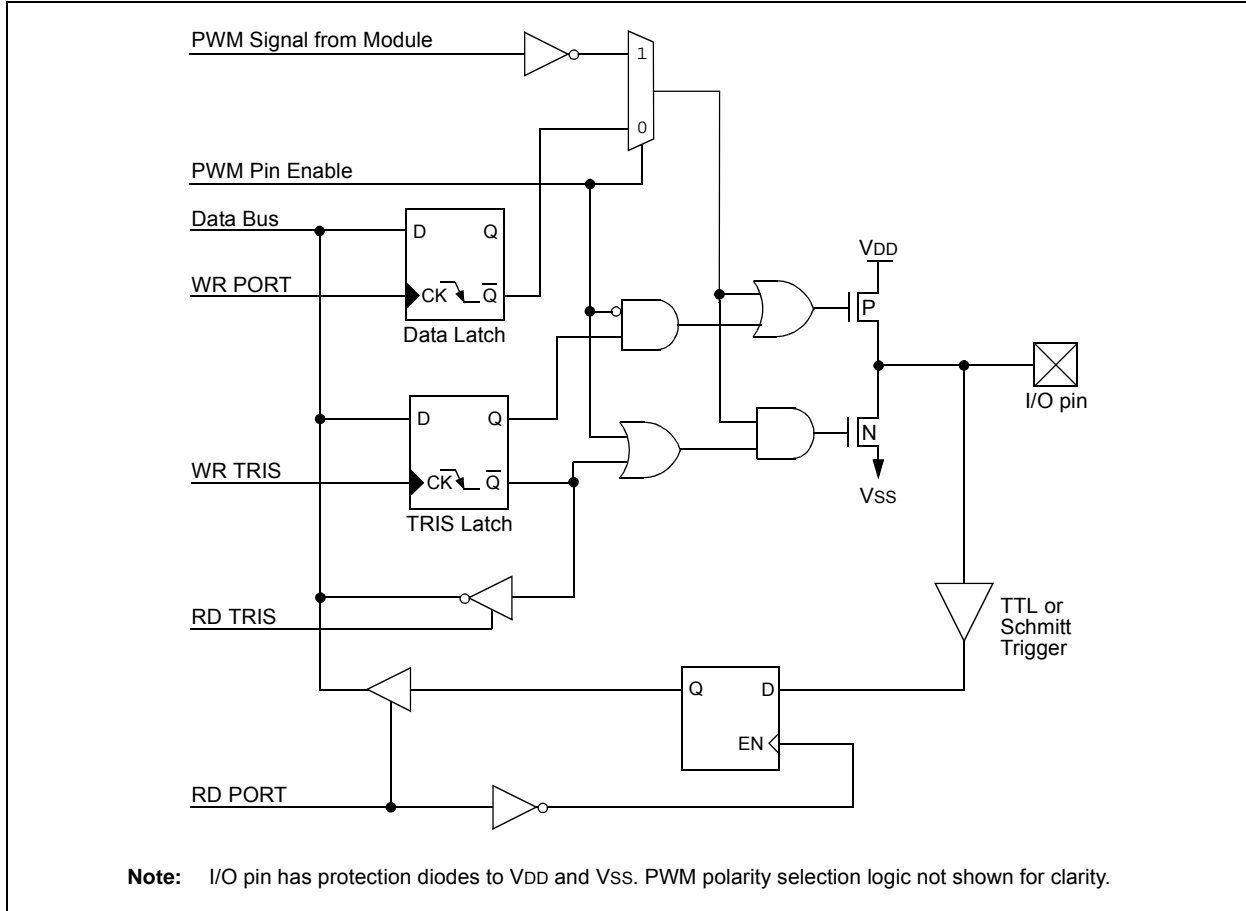 PWM Signal from Module
1
0
PWM Pin Enable
Data Bus
D Q
WR PORT
CK Q̅
Data Latch
VDD
P
I/O pin
D Q
N
WR TRIS
CK Q̅
VSS
TRIS Latch
RD TRIS
TTL or
Schmitt
Trigger
Q D
EN
RD PORT
Note: I/O pin has protection diodes to VDD and VSS. PWM polarity selection logic not shown for clarity.